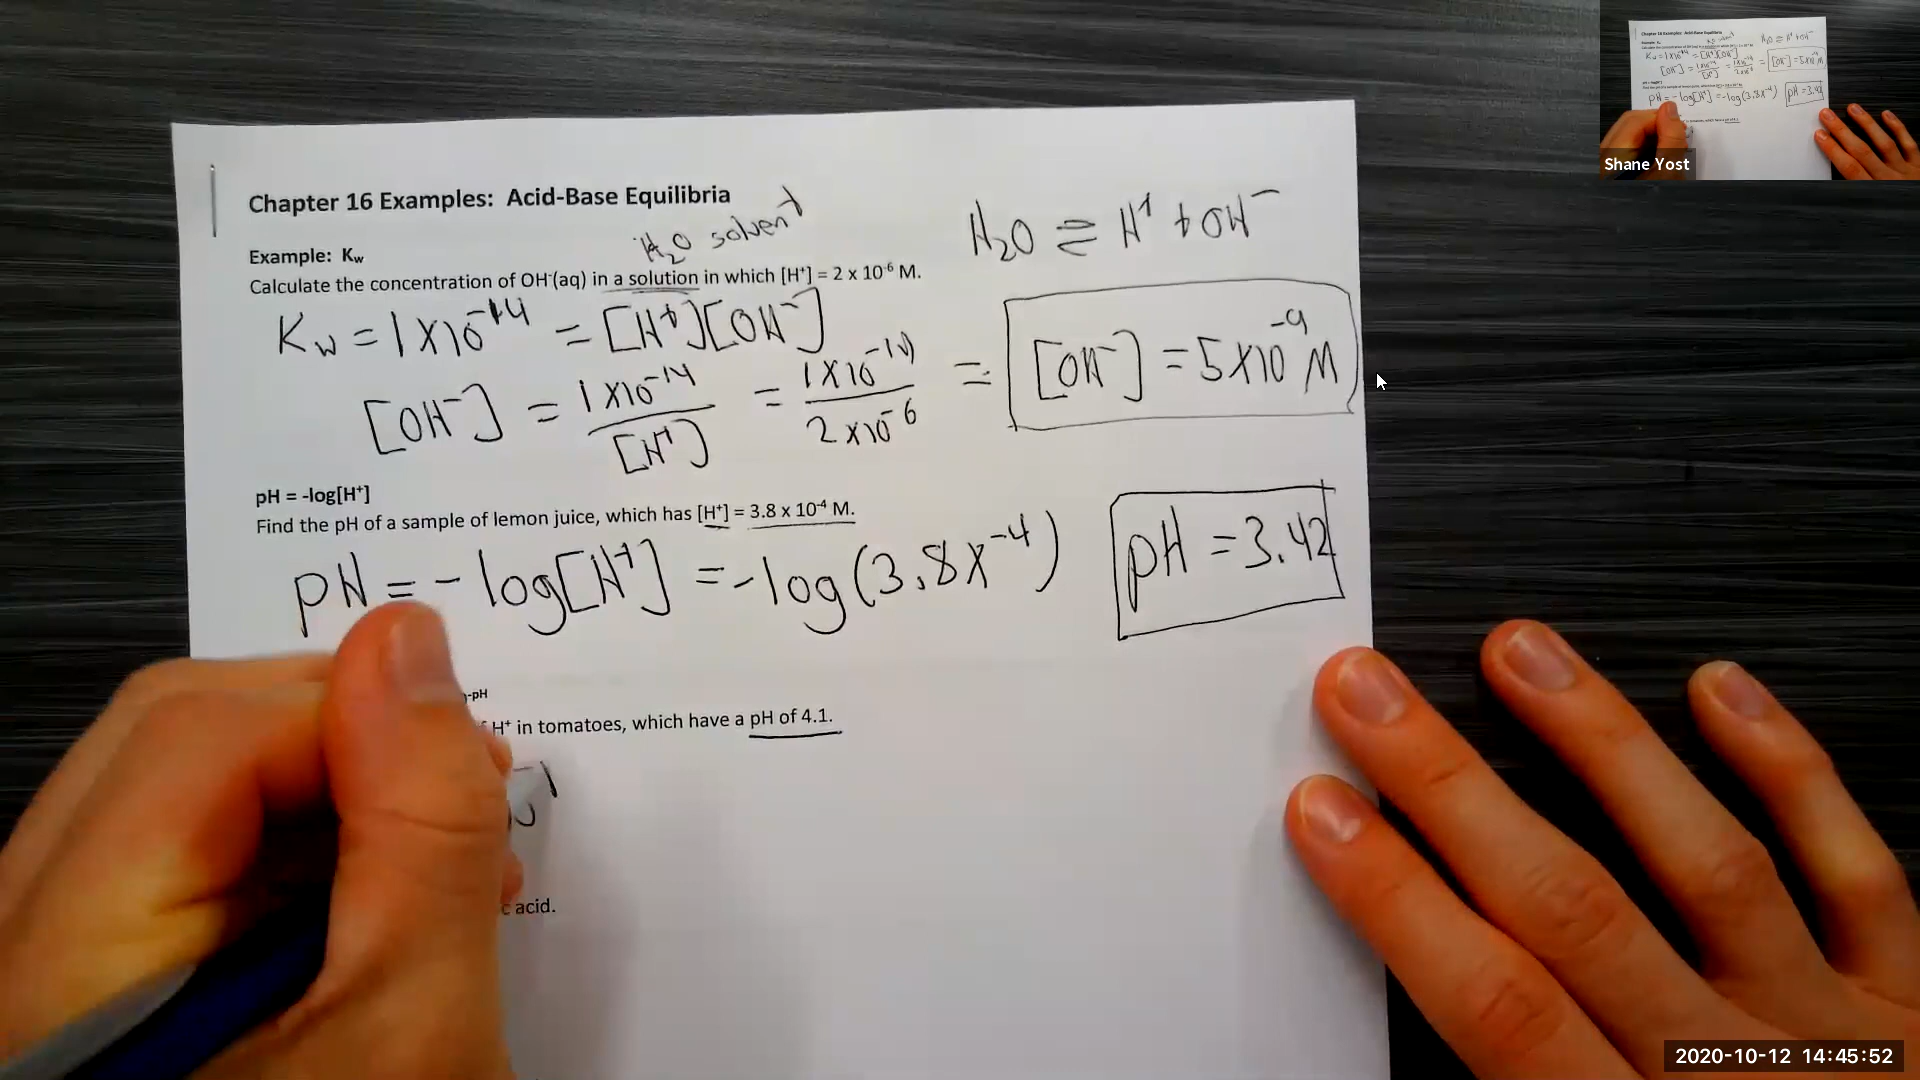 Chapter 16 Examples: Acid-Base Equilibria
H₂O solvent
H₂O ⇌ H⁺ + OH⁻
Example: Kw
Calculate the concentration of OH⁻(aq) in a solution in which [H⁺] = 2 x 10⁻⁶ M.
Kw = 1x10⁻¹⁴ = [H⁺][OH⁻]
[OH⁻] = 1x10⁻¹⁴/[H⁺] = 1x10⁻¹⁴/2x10⁻⁶ = [OH⁻] = 5x10⁻⁹ M
pH = -log[H⁺]
Find the pH of a sample of lemon juice, which has [H⁺] = 3.8 x 10⁻⁴ M.
pH = -log[H⁺] = -log(3.8x⁻⁴) pH = 3.42
-pH
H⁺ in tomatoes, which have a pH of 4.1.
acid.
Shane Yost
2020-10-12 14:45:52